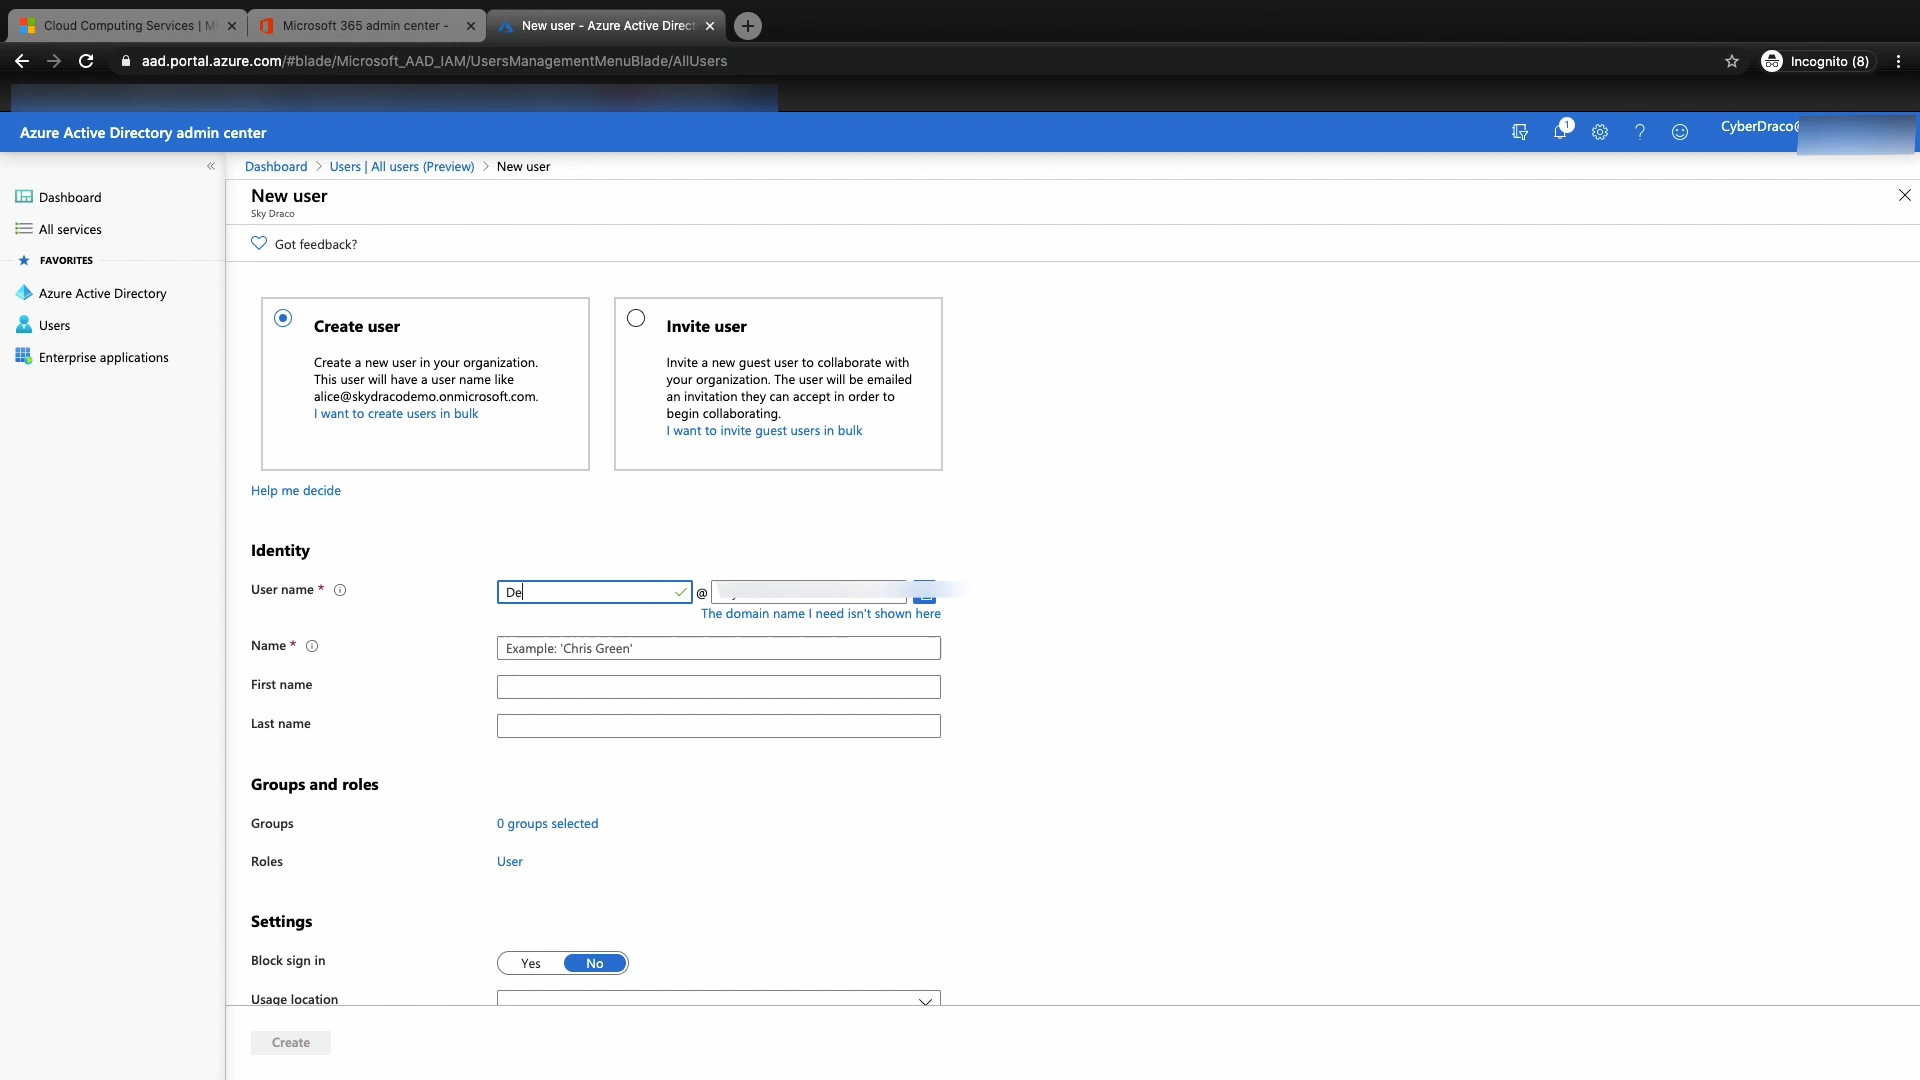 Cloud Computing Services | Mi
Microsoft 365 admin center -
New user - Azure Active Direct
aad.portal.azure.com/#blade/Microsoft_AAD_IAM/UsersManagementMenuBlade/AllUsers
Incognito (8)
Azure Active Directory admin center
1
CyberDraco@
Dashboard > Users | All users (Preview) > New user
Dashboard
All services
FAVORITES
Azure Active Directory
Users
Enterprise applications
New user
Sky Draco
Got feedback?
Create user
Create a new user in your organization.
This user will have a user name like
alice@skydracodemo.onmicrosoft.com.
I want to create users in bulk
Invite user
Invite a new guest user to collaborate with
your organization. The user will be emailed
an invitation they can accept in order to
begin collaborating.
I want to invite guest users in bulk
Help me decide
Identity
User name *
De
@
The domain name I need isn't shown here
Name *
Example: 'Chris Green'
First name
Last name
Groups and roles
Groups
0 groups selected
Roles
User
Settings
Block sign in
Yes
No
Usage location
Create